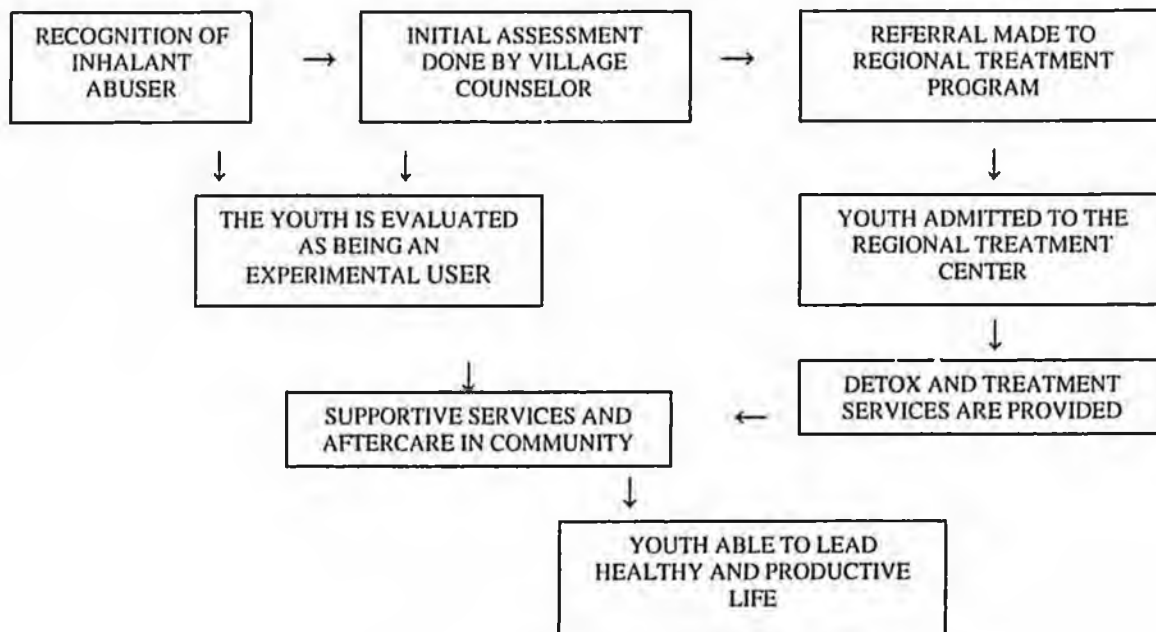 RECOGNITION OF
INHALANT
ABUSER
→
INITIAL ASSESSMENT
DONE BY VILLAGE
COUNSELOR
→
REFERRAL MADE TO
REGIONAL TREATMENT
PROGRAM
↓
↓
↓
THE YOUTH IS EVALUATED
AS BEING AN
EXPERIMENTAL USER
YOUTH ADMITTED TO THE
REGIONAL TREATMENT
CENTER
↓
↓
DETOX AND TREATMENT
SERVICES ARE PROVIDED
←
SUPPORTIVE SERVICES AND
AFTERCARE IN COMMUNITY
↓
YOUTH ABLE TO LEAD
HEALTHY AND PRODUCTIVE
LIFE